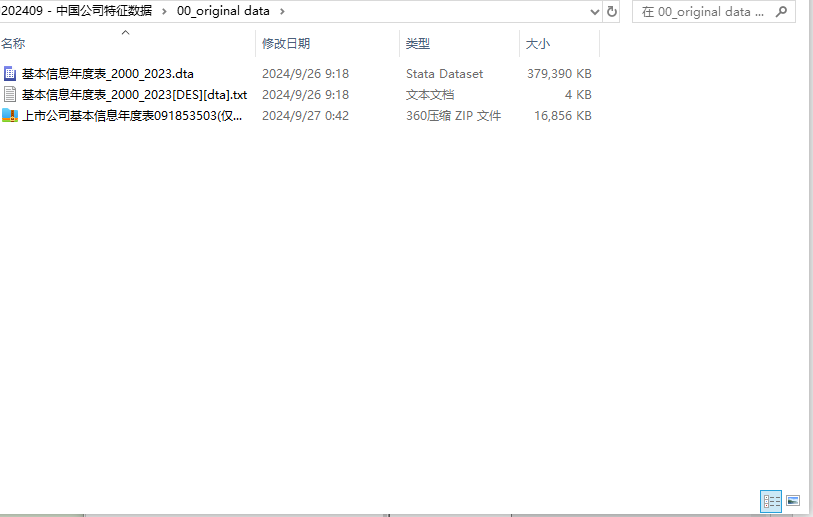 202409 - 中国公司特征数据 › 00_original data ›
在 00_original data ...
名称 修改日期 类型 大小
基本信息年度表_2000_2023.dta 2024/9/26 9:18 Stata Dataset 379,390 KB
基本信息年度表_2000_2023[DES][dta].txt 2024/9/26 9:18 文本文档 4 KB
上市公司基本信息年度表091853503(仅... 2024/9/27 0:42 360压缩 ZIP 文件 16,856 KB